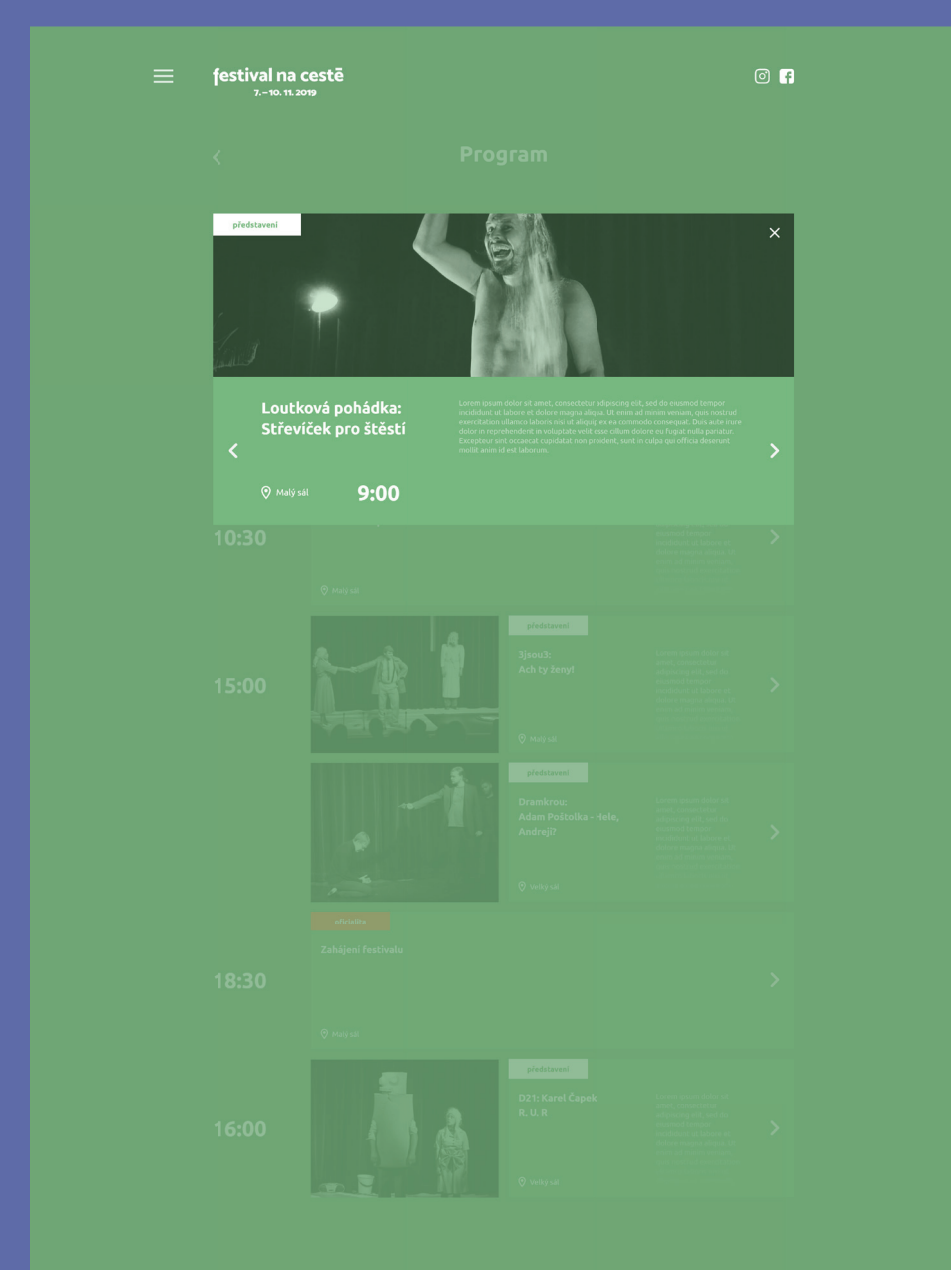 festival na cestě
7.–10. 11. 2019
Program
představení
Loutková pohádka:
Střevíček pro štěstí
Lorem ipsum dolor sit amet, consectetur adipiscing elit, sed do eiusmod tempor
incididunt ut labore et dolore magna aliqua. Ut enim ad minim veniam, quis nostrud
exercitation ullamco laboris nisi ut aliquip ex ea commodo consequat. Duis aute irure
dolor in reprehenderit in voluptate velit esse cillum dolore eu fugiat nulla pariatur.
Excepteur sint occaecat cupidatat non proident, sunt in culpa qui officia deserunt
mollit anim id est laborum.
Malý sál
9:00
10:30
Malý sál
15:00
představení
3jsou3:
Ach ty ženy!
Malý sál
představení
Dramkrou:
Adam Poštolka - Hele,
Andreji?
Velký sál
18:30
oficialita
Zahájení festivalu
Malý sál
16:00
představení
D21: Karel Čapek
R. U. R
Velký sál